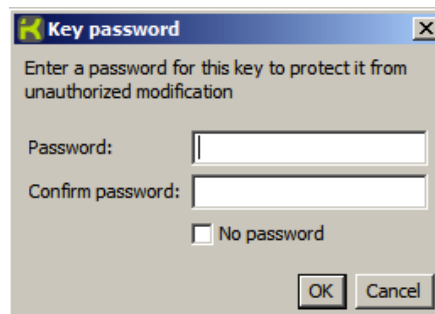 Key password
Enter a password for this key to protect it from
unauthorized modification
Password:
Confirm password:
No password
OK Cancel